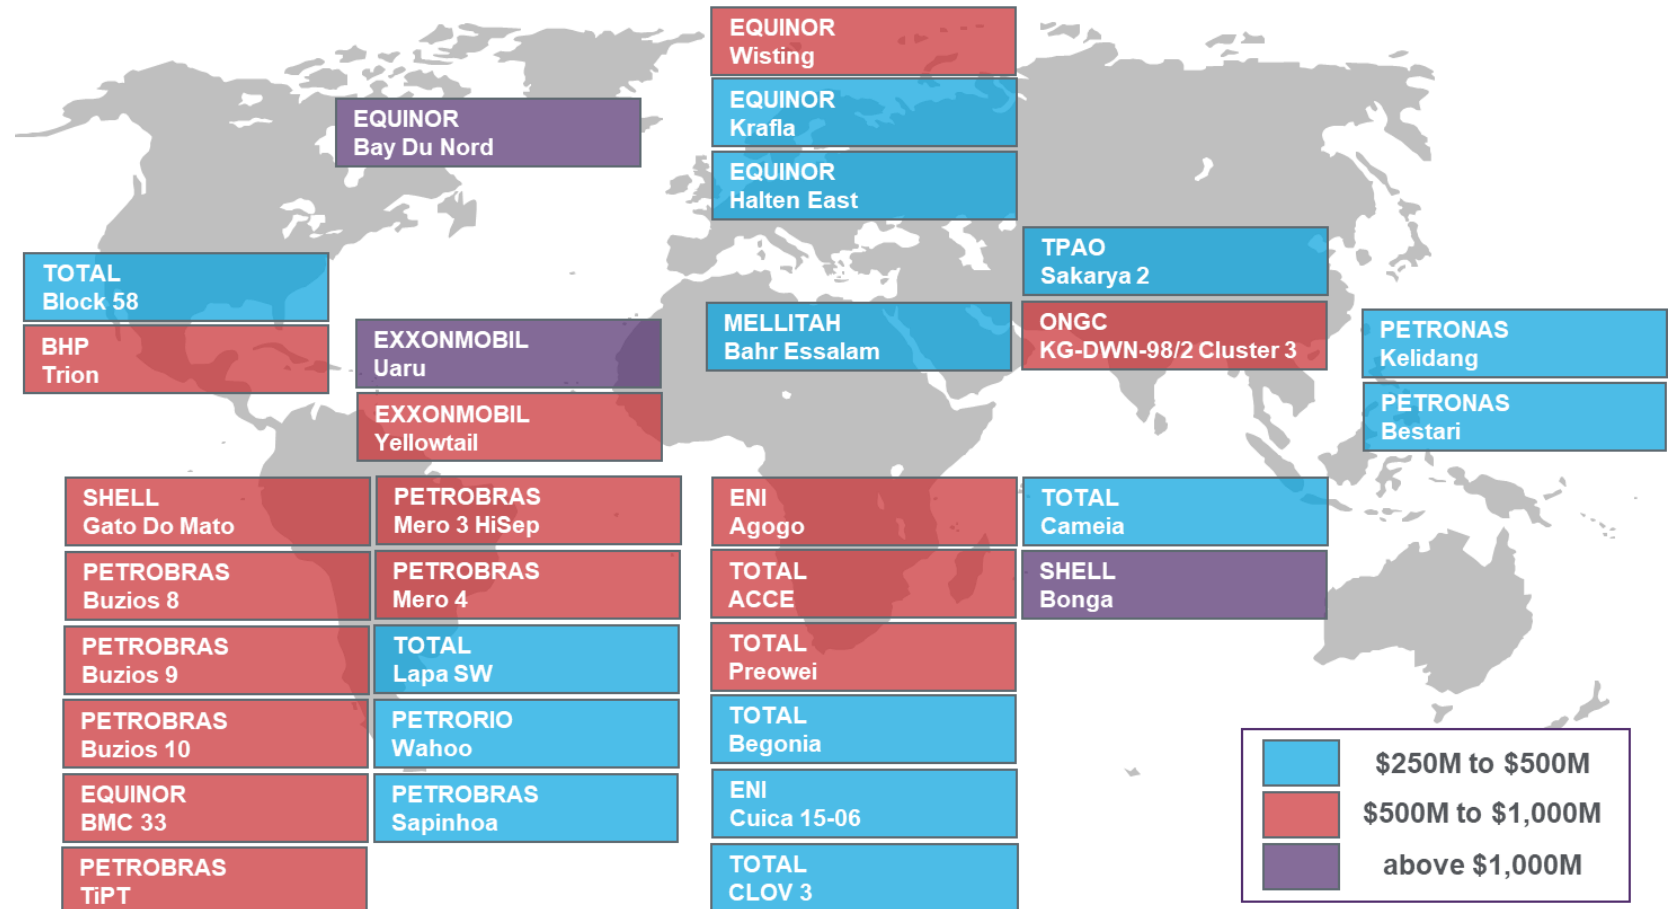 EQUINOR
Wisting
EQUINOR
Krafla
EQUINOR
Halten East
EQUINOR
Bay Du Nord
TOTAL
Block 58
BHP
Trion
EXXONMOBIL
Uaru
EXXONMOBIL
Yellowtail
MELLITAH
Bahr Essalam
TPAO
Sakarya 2
ONGC
KG-DWN-98/2 Cluster 3
PETRONAS
Kelidang
PETRONAS
Bestari
SHELL
Gato Do Mato
PETROBRAS
Buzios 8
PETROBRAS
Buzios 9
PETROBRAS
Buzios 10
EQUINOR
BMC 33
PETROBRAS
TiPT
PETROBRAS
Mero 3 HiSep
PETROBRAS
Mero 4
TOTAL
Lapa SW
PETRORIO
Wahoo
PETROBRAS
Sapinhoa
ENI
Agogo
TOTAL
ACCE
TOTAL
Preowei
TOTAL
Begonia
ENI
Cuica 15-06
TOTAL
CLOV 3
TOTAL
Cameia
SHELL
Bonga
$250M to $500M
$500M to $1,000M
above $1,000M